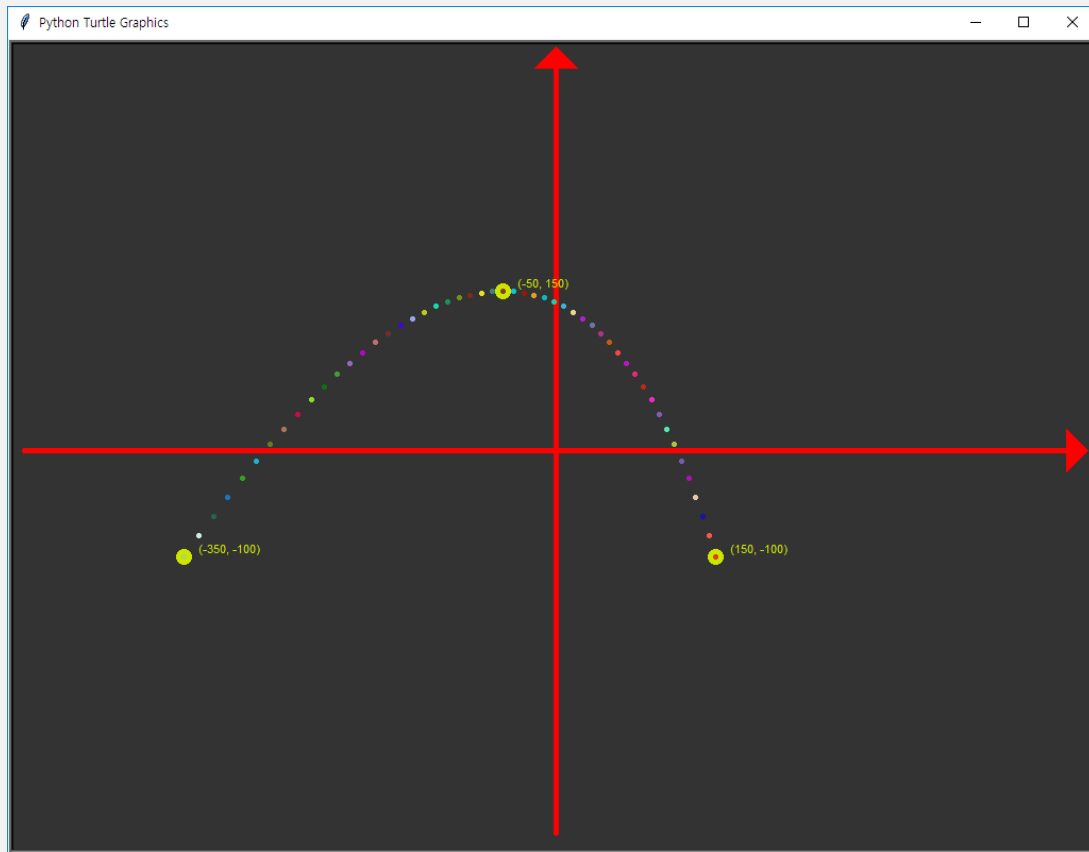 Python Turtle Graphics
(-50, 150)
(-350, -100)
(150, -100)